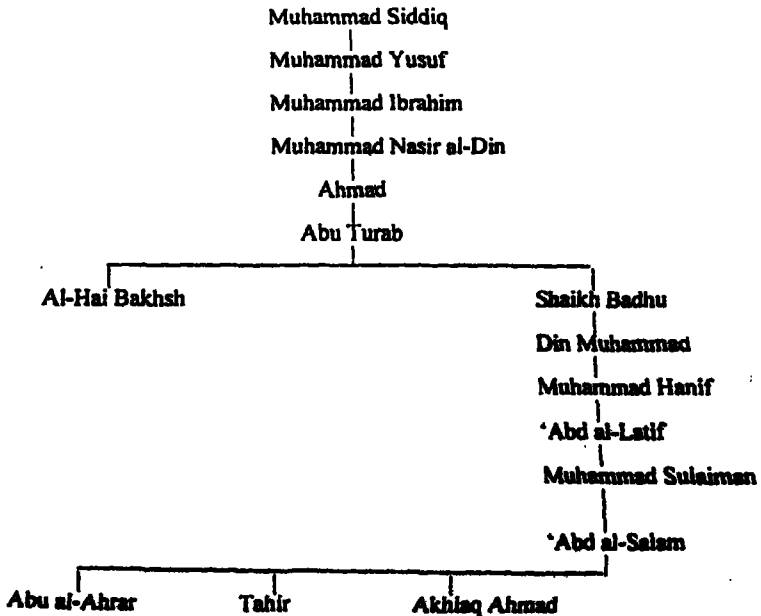 Muhammad Siddiq
Muhammad Yusuf
Muhammad Ibrahim
Muhammad Nasir al-Din
Ahmad
Abu Turab
Al-Hai Bakhsh
Shaikh Badhu
Din Muhammad
Muhammad Hanif
‘Abd al-Latif
Muhammad Sulaiman
‘Abd al-Salam
Abu al-Ahrar
Tahir
Akhlaq Ahmad